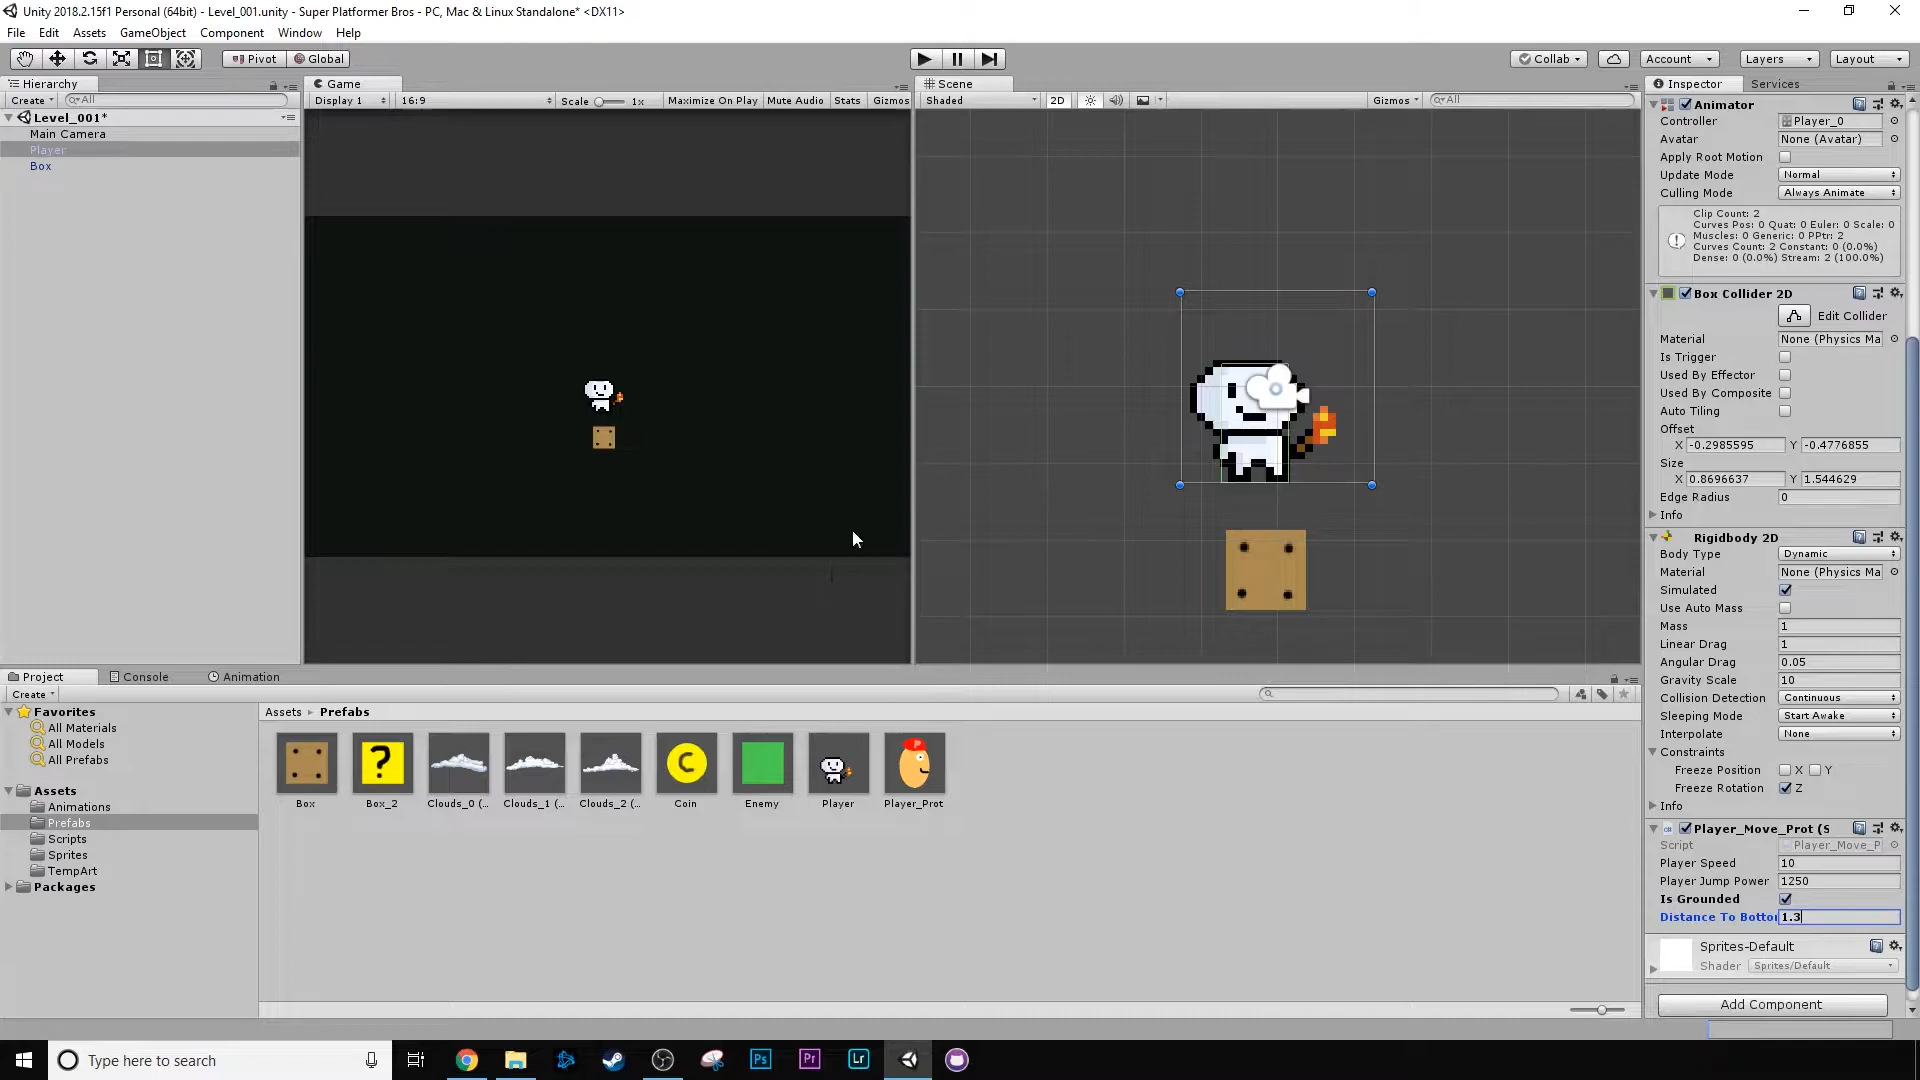 Unity 2018.2.15f1 Personal (64bit) - Level_001.unity - Super Platformer Bros - PC, Mac & Linux Standalone* <DX11>
File Edit Assets GameObject Component Window Help
Pivot Global Collab Account Layers Layout
Hierarchy
Create All
Level_001*
Main Camera
Player
Box
Game
Display 1 16:9 Scale 1x Maximize On Play Mute Audio Stats Gizmos
Scene
Shaded 2D Gizmos All
Inspector Services
Animator
Controller Player_0
Avatar None (Avatar)
Apply Root Motion
Update Mode Normal
Culling Mode Always Animate
Clip Count: 2
Curves Pos: 0 Quat: 0 Euler: 0 Scale: 0
Muscles: 0 Generic: 0 PPtr: 2
Curves Count: 2 Constant: 0 (0.0%)
Dense: 0 (0.0%) Stream: 2 (100.0%)
Box Collider 2D
Edit Collider
Material None (Physics Ma
Is Trigger
Used By Effector
Used By Composite
Auto Tiling
Offset
X -0.2985595 Y -0.4776855
Size
X 0.8696637 Y 1.544629
Edge Radius 0
Info
Rigidbody 2D
Body Type Dynamic
Material None (Physics Ma
Simulated
Use Auto Mass
Mass 1
Linear Drag 1
Angular Drag 0.05
Gravity Scale 10
Collision Detection Continuous
Sleeping Mode Start Awake
Interpolate None
Constraints
Freeze Position X Y
Freeze Rotation Z
Info
Player_Move_Prot (S
Script Player_Move_P
Player Speed 10
Player Jump Power 1250
Is Grounded
Distance To Bottor 1.3
Sprites-Default
Shader Sprites/Default
Add Component
Project Console Animation
Create
Favorites
All Materials
All Models
All Prefabs
Assets
Animations
Prefabs
Scripts
Sprites
TempArt
Packages
Assets Prefabs
? C P
Box Box_2 Clouds_0 (... Clouds_1 (... Clouds_2 (... Coin Enemy Player Player_Prot
Type here to search Ps Pr Lr